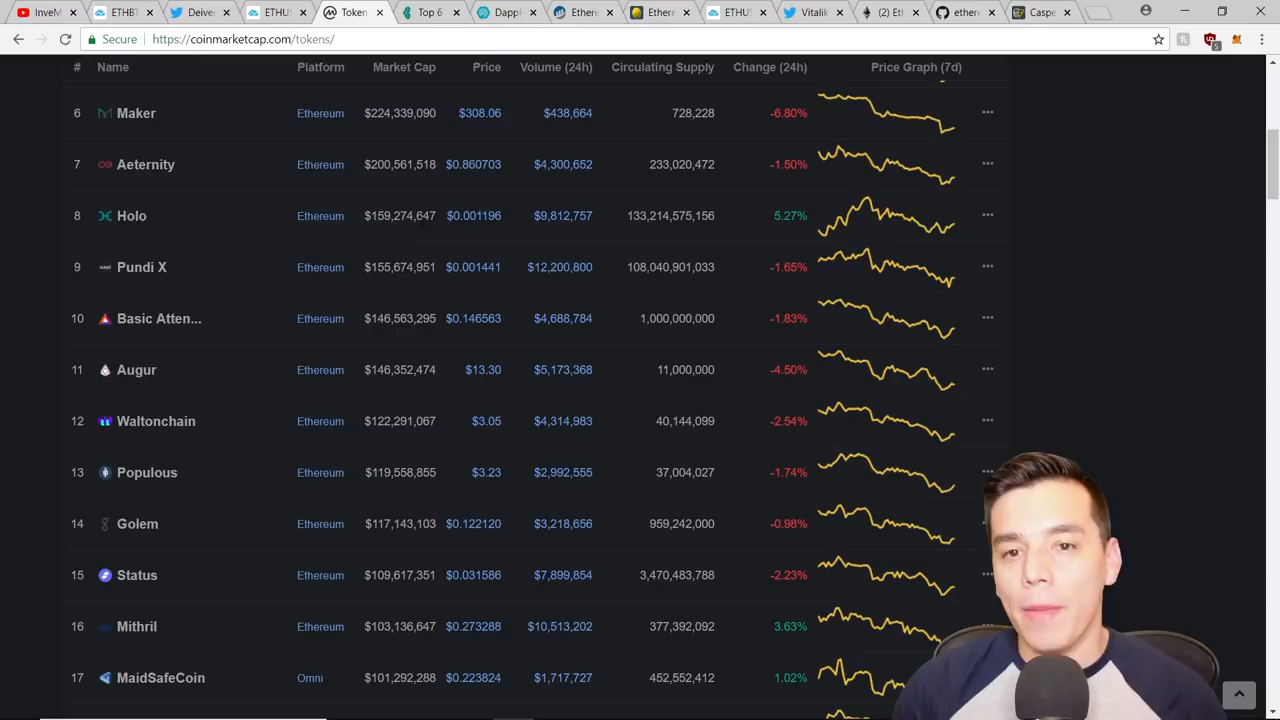 InveM
ETHBT
Deiver
ETHUS
Token
Top 6
DappR
Ethere
Ethere
ETHUS
Vitalik
(2) Eth
ethere
Caspe
Secure https://coinmarketcap.com/tokens/
# Name Platform Market Cap Price Volume (24h) Circulating Supply Change (24h) Price Graph (7d)
6 Maker Ethereum $224,339,090 $308.06 $438,664 728,228 -6.80%
7 Aeternity Ethereum $200,561,518 $0.860703 $4,300,652 233,020,472 -1.50%
8 Holo Ethereum $159,274,647 $0.001196 $9,812,757 133,214,575,156 5.27%
9 Pundi X Ethereum $155,674,951 $0.001441 $12,200,800 108,040,901,033 -1.65%
10 Basic Atten... Ethereum $146,563,295 $0.146563 $4,688,784 1,000,000,000 -1.83%
11 Augur Ethereum $146,352,474 $13.30 $5,173,368 11,000,000 -4.50%
12 Waltonchain Ethereum $122,291,067 $3.05 $4,314,983 40,144,099 -2.54%
13 Populous Ethereum $119,558,855 $3.23 $2,992,555 37,004,027 -1.74%
14 Golem Ethereum $117,143,103 $0.122120 $3,218,656 959,242,000 -0.98%
15 Status Ethereum $109,617,351 $0.031586 $7,899,854 3,470,483,788 -2.23%
16 Mithril Ethereum $103,136,647 $0.273288 $10,513,202 377,392,092 3.63%
17 MaidSafeCoin Omni $101,292,288 $0.223824 $1,717,727 452,552,412 1.02%